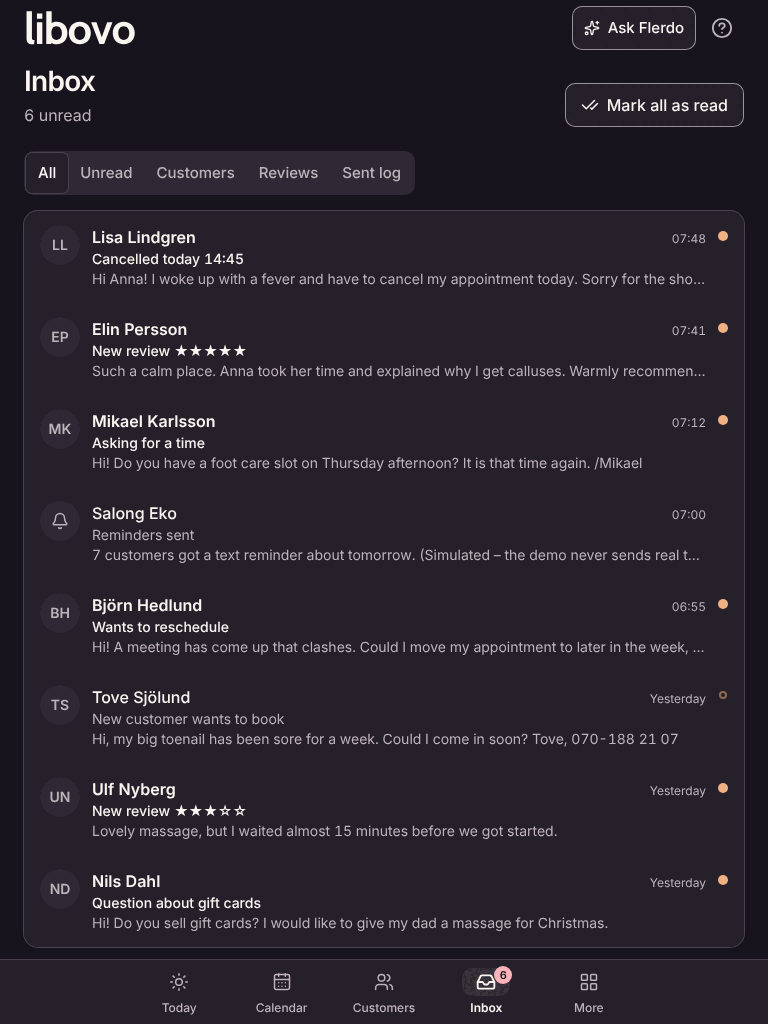 libovo
Ask Flerdo
Inbox
6 unread
Mark all as read
All
Unread
Customers
Reviews
Sent log
LL
Lisa Lindgren
07:48
Cancelled today 14:45
Hi Anna! I woke up with a fever and have to cancel my appointment today. Sorry for the sho...
EP
Elin Persson
07:41
New review ★★★★★
Such a calm place. Anna took her time and explained why I get calluses. Warmly recommen...
MK
Mikael Karlsson
07:12
Asking for a time
Hi! Do you have a foot care slot on Thursday afternoon? It is that time again. /Mikael
Salong Eko
07:00
Reminders sent
7 customers got a text reminder about tomorrow. (Simulated – the demo never sends real t...
BH
Björn Hedlund
06:55
Wants to reschedule
Hi! A meeting has come up that clashes. Could I move my appointment to later in the week, ...
TS
Tove Sjölund
Yesterday
New customer wants to book
Hi, my big toenail has been sore for a week. Could I come in soon? Tove, 070-188 21 07
UN
Ulf Nyberg
Yesterday
New review ★★★☆☆
Lovely massage, but I waited almost 15 minutes before we got started.
ND
Nils Dahl
Yesterday
Question about gift cards
Hi! Do you sell gift cards? I would like to give my dad a massage for Christmas.
6
Today
Calendar
Customers
Inbox
More